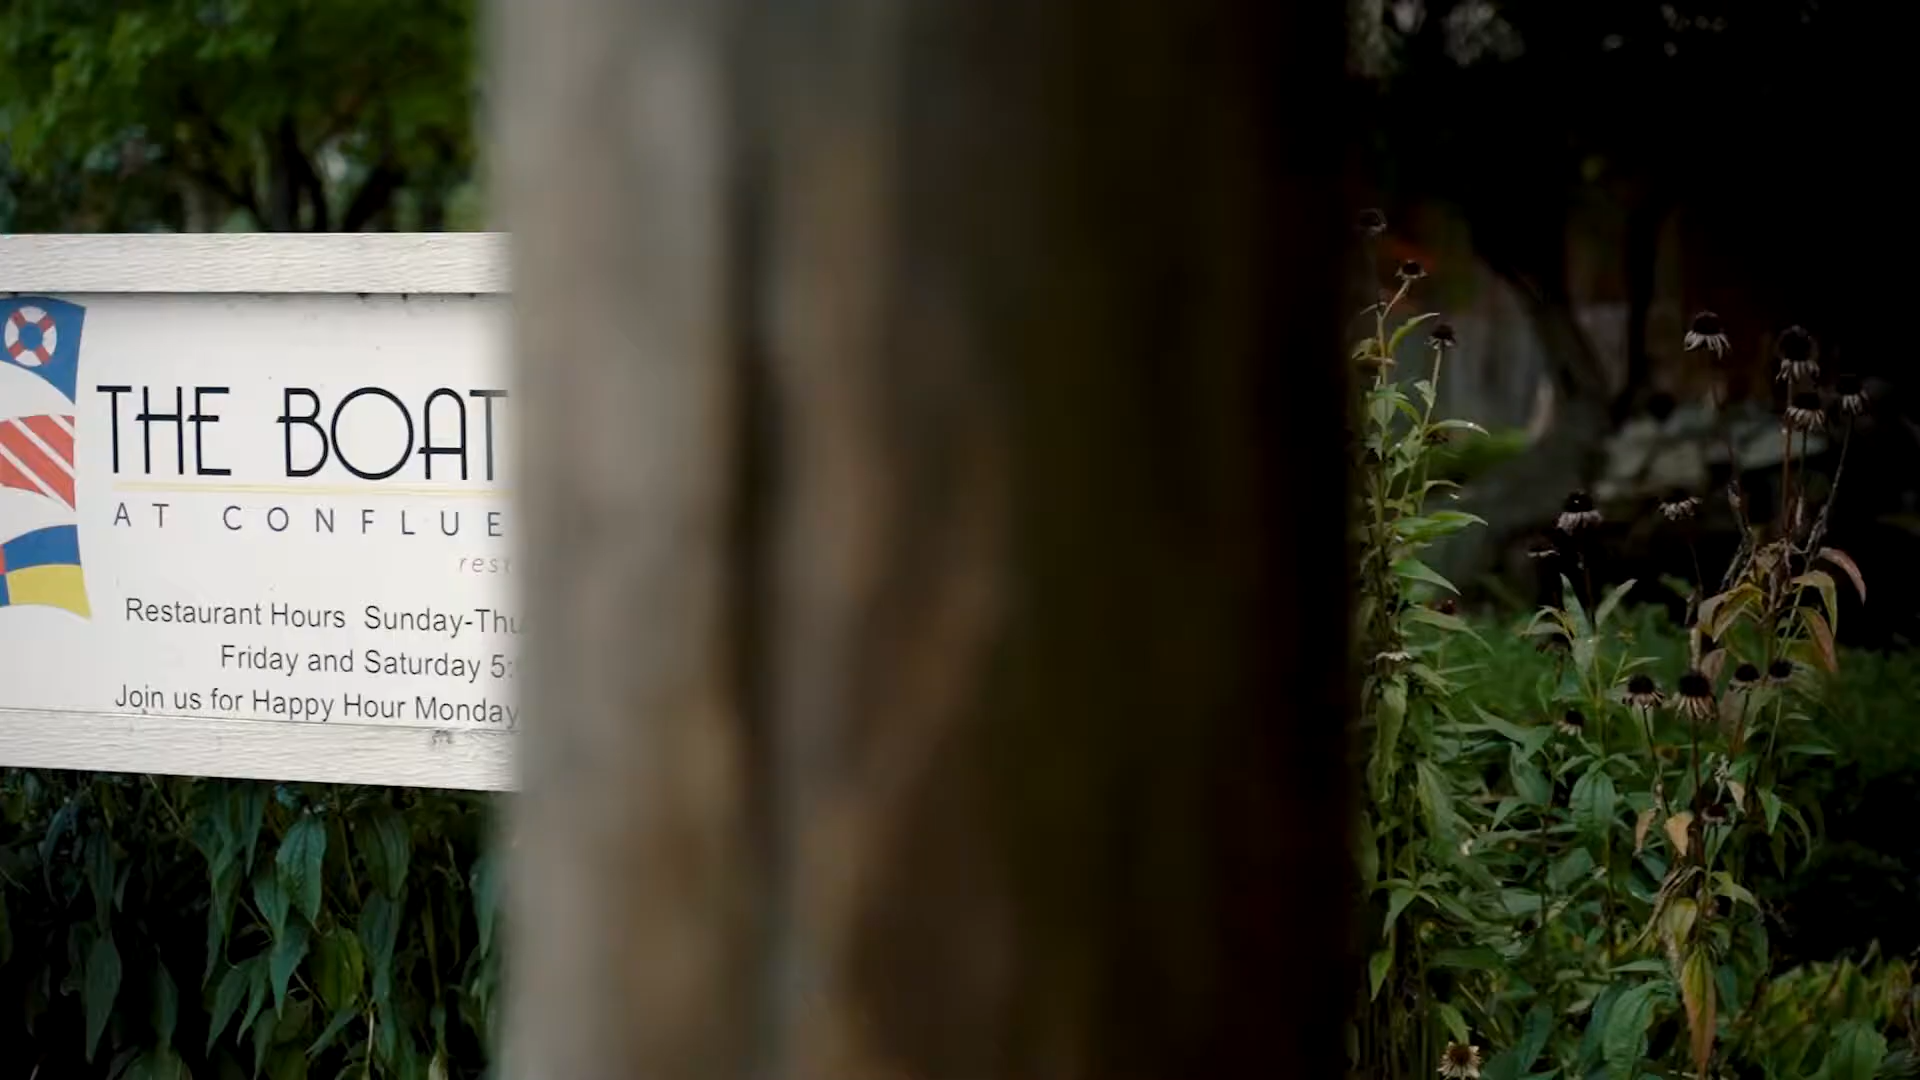 THE BOAT
AT CONFLUE
rest
Restaurant Hours Sunday-Thu
Friday and Saturday 5:
Join us for Happy Hour Monday